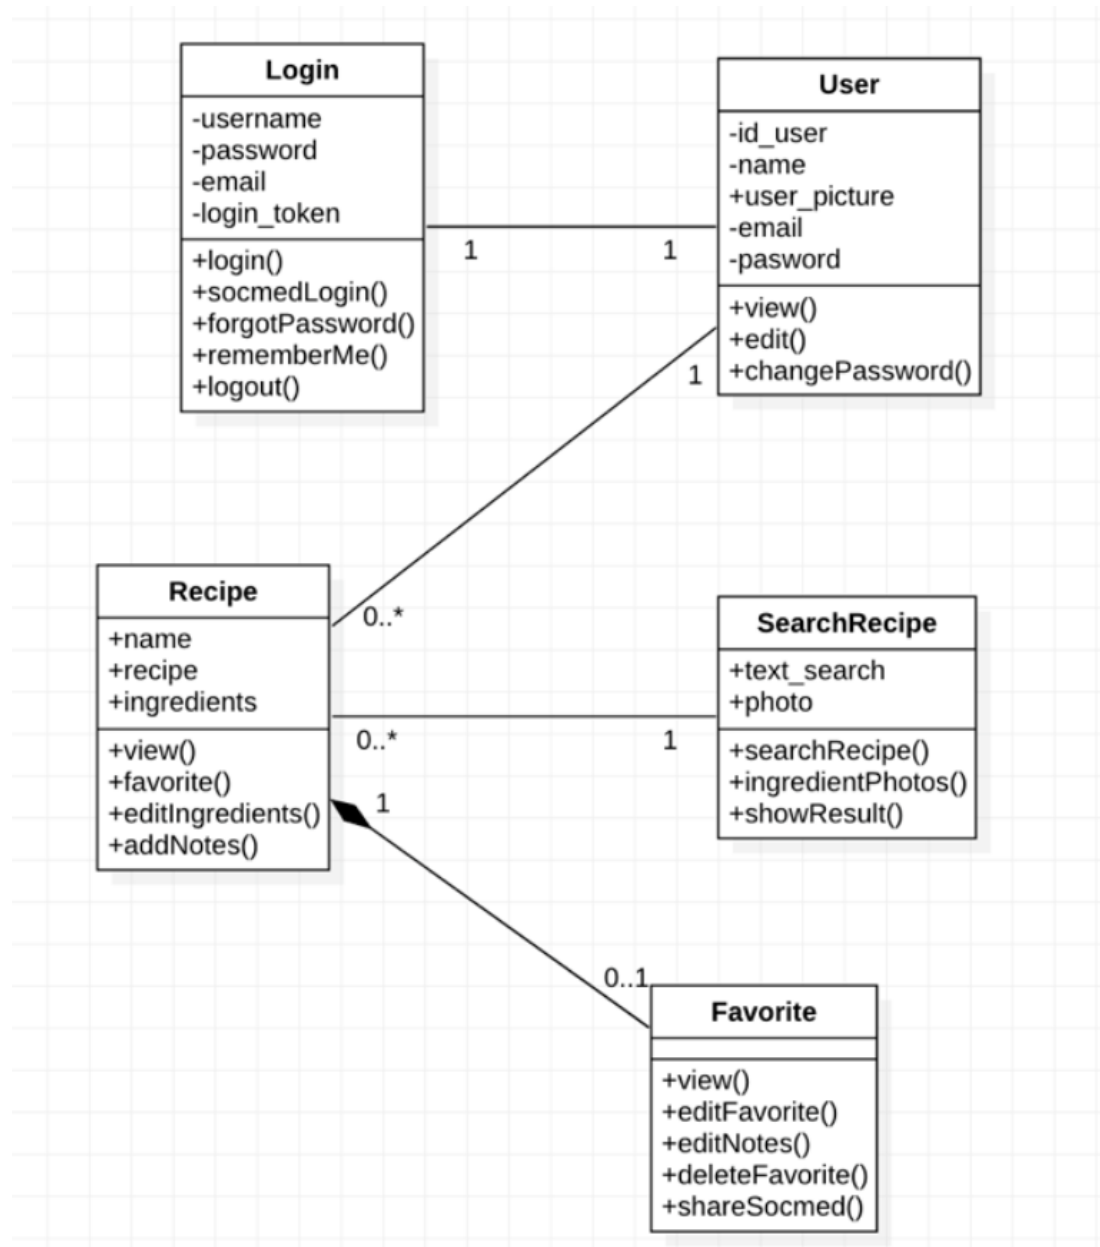 Login
-username
-password
-email
-login_token
+login()
+socmedLogin()
+forgotPassword()
+rememberMe()
+logout()
1
1
User
-id_user
-name
+user_picture
-email
-pasword
+view()
+edit()
+changePassword()
1
0..*
Recipe
+name
+recipe
+ingredients
+view()
+favorite()
+editIngredients()
+addNotes()
0..*
1
SearchRecipe
+text_search
+photo
+searchRecipe()
+ingredientPhotos()
+showResult()
1
0..1
Favorite
+view()
+editFavorite()
+editNotes()
+deleteFavorite()
+shareSocmed()